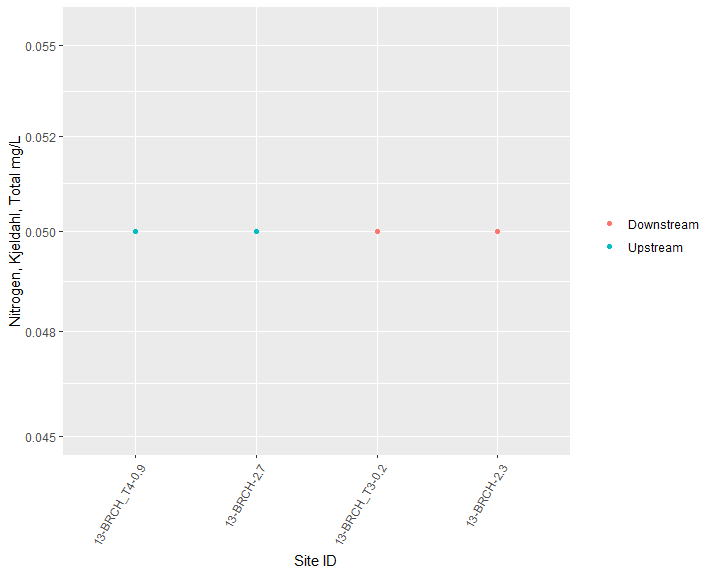 Nitrogen, Kjeldahl, Total mg/L
0.055
0.052
0.050
0.048
0.045
13-BRCH_T4-0.9
13-BRCH-2.7
13-BRCH_T3-0.2
13-BRCH-2.3
Site ID
Downstream
Upstream